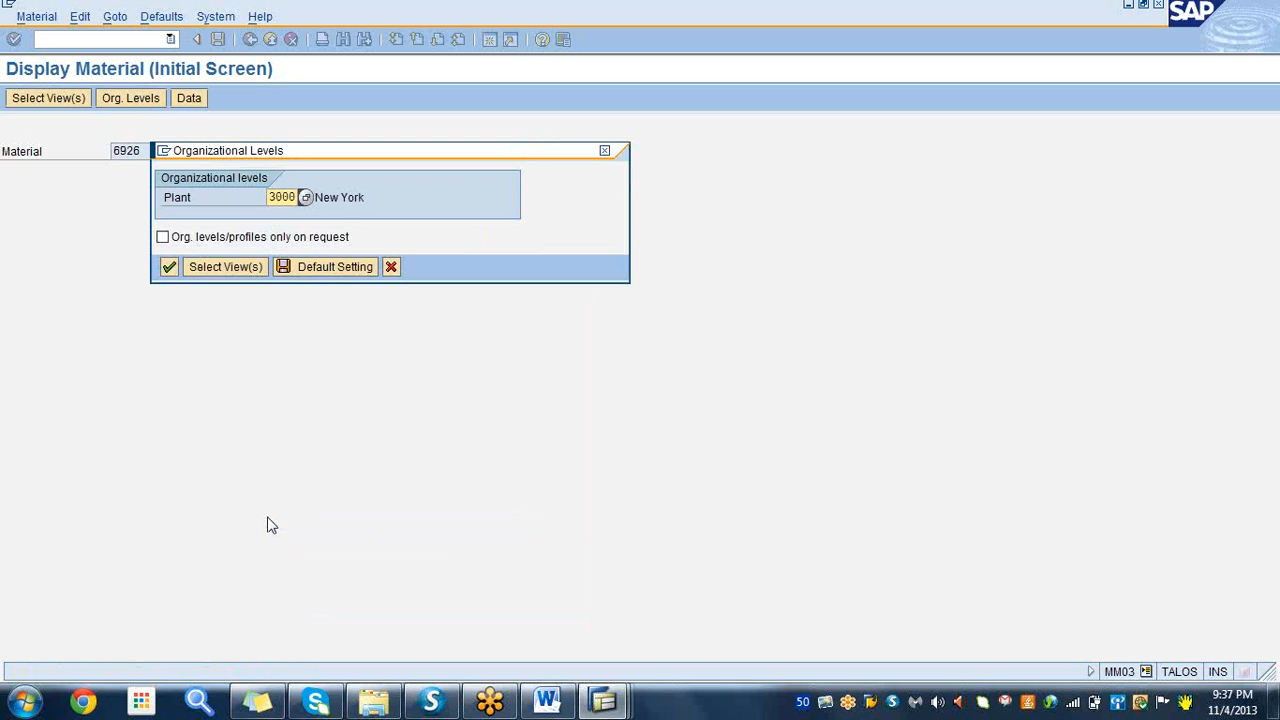 Material Edit Goto Defaults System Help
SAP
Display Material (Initial Screen)
Select View(s) Org. Levels Data
Material 6926
Organizational Levels
Organizational levels
Plant 3000 New York
Org. levels/profiles only on request
Select View(s) Default Setting
MM03 TALOS INS
50
9:37 PM
11/4/2013